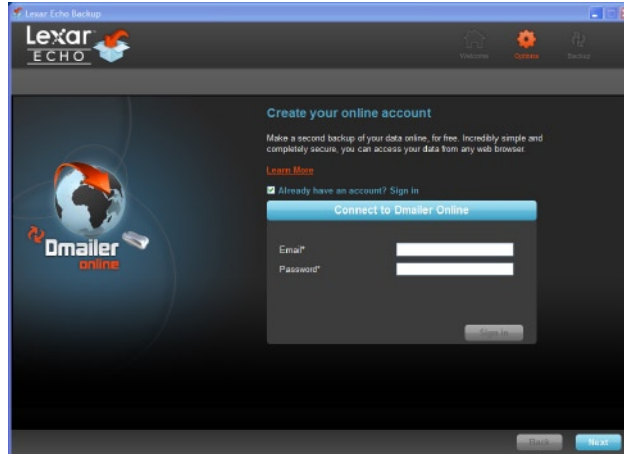 Lexar Echo Backup
Lexar
ECHO
Welcome
Options
Backup
Create your online account
Make a second backup of your data online, for free. Incredibly simple and
completely secure, you can access your data from any web browser.
Learn More
Already have an account? Sign in
Connect to Dmailer Online
Email*
Password*
Sign in
Dmailer
online
Back
Next